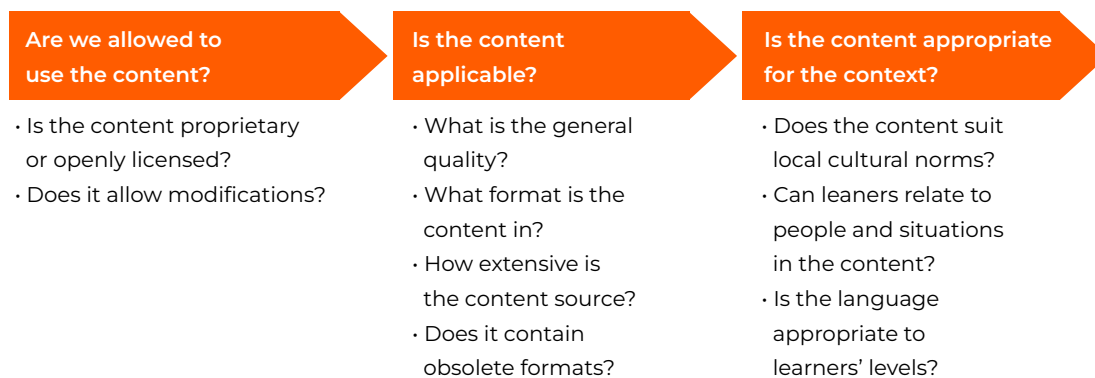 Are we allowed to
use the content?
· Is the content proprietary
or openly licensed?
· Does it allow modifications?
Is the content
applicable?
· What is the general
quality?
· What format is the
content in?
· How extensive is
the content source?
· Does it contain
obsolete formats?
Is the content appropriate
for the context?
· Does the content suit
local cultural norms?
· Can leaners relate to
people and situations
in the content?
· Is the language
appropriate to
learners’ levels?